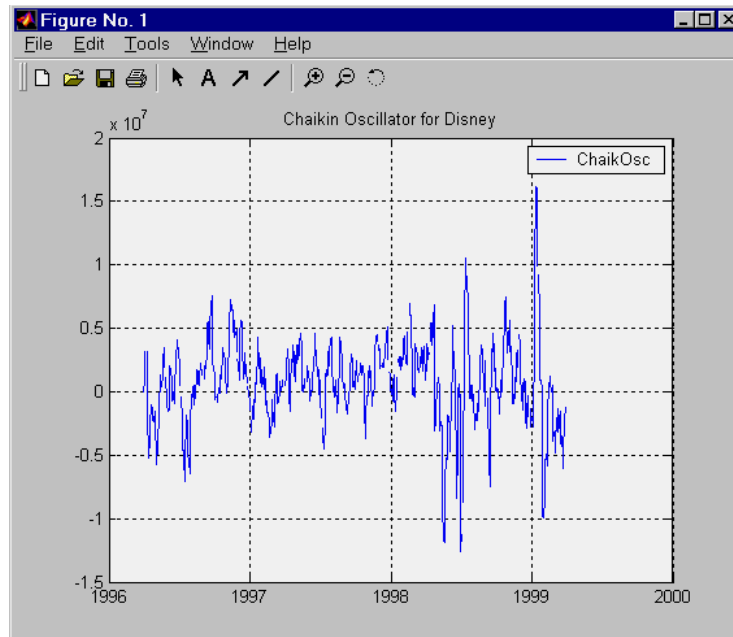 Figure No. 1
File Edit Tools Window Help
A
x 10^7
Chaikin Oscillator for Disney
ChaikOsc
2
1.5
1
0.5
0
-0.5
-1
-1.5
1996 1997 1998 1999 2000